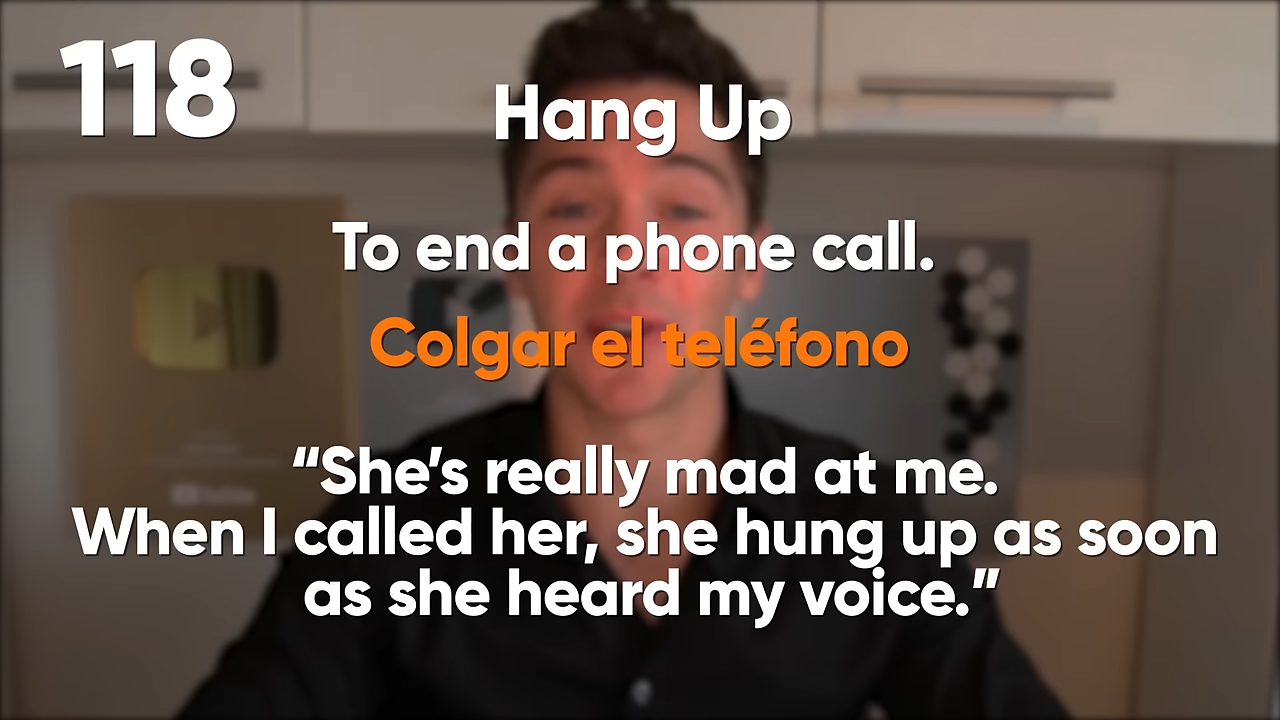 118
Hang Up
To end a phone call.
Colgar el teléfono
“She’s really mad at me.
When I called her, she hung up as soon
as she heard my voice.”